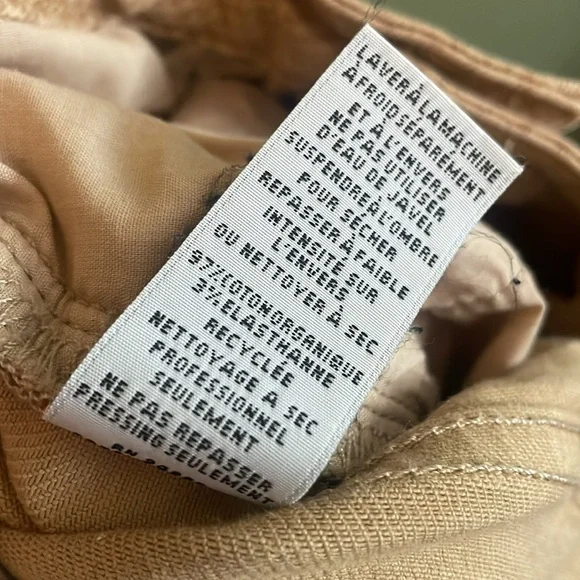 LAVER À LA MACHINE
À FROID SÉPARÉMENT
ET À L'ENVERS
NE PAS UTILISER
D'EAU DE JAVEL
SUSPENDRE À L'OMBRE
POUR SÉCHER
REPASSER À FAIBLE
INTENSITÉ SUR
L'ENVERS
OU NETTOYER À SEC
97% COTON ORGANIQUE
3% ELASTHANNE
RECYCLÉE
NETTOYAGE A SEC
PROFESSIONNEL
SEULEMENT
NE PAS REPASSER
PRESSING SEULEMENT